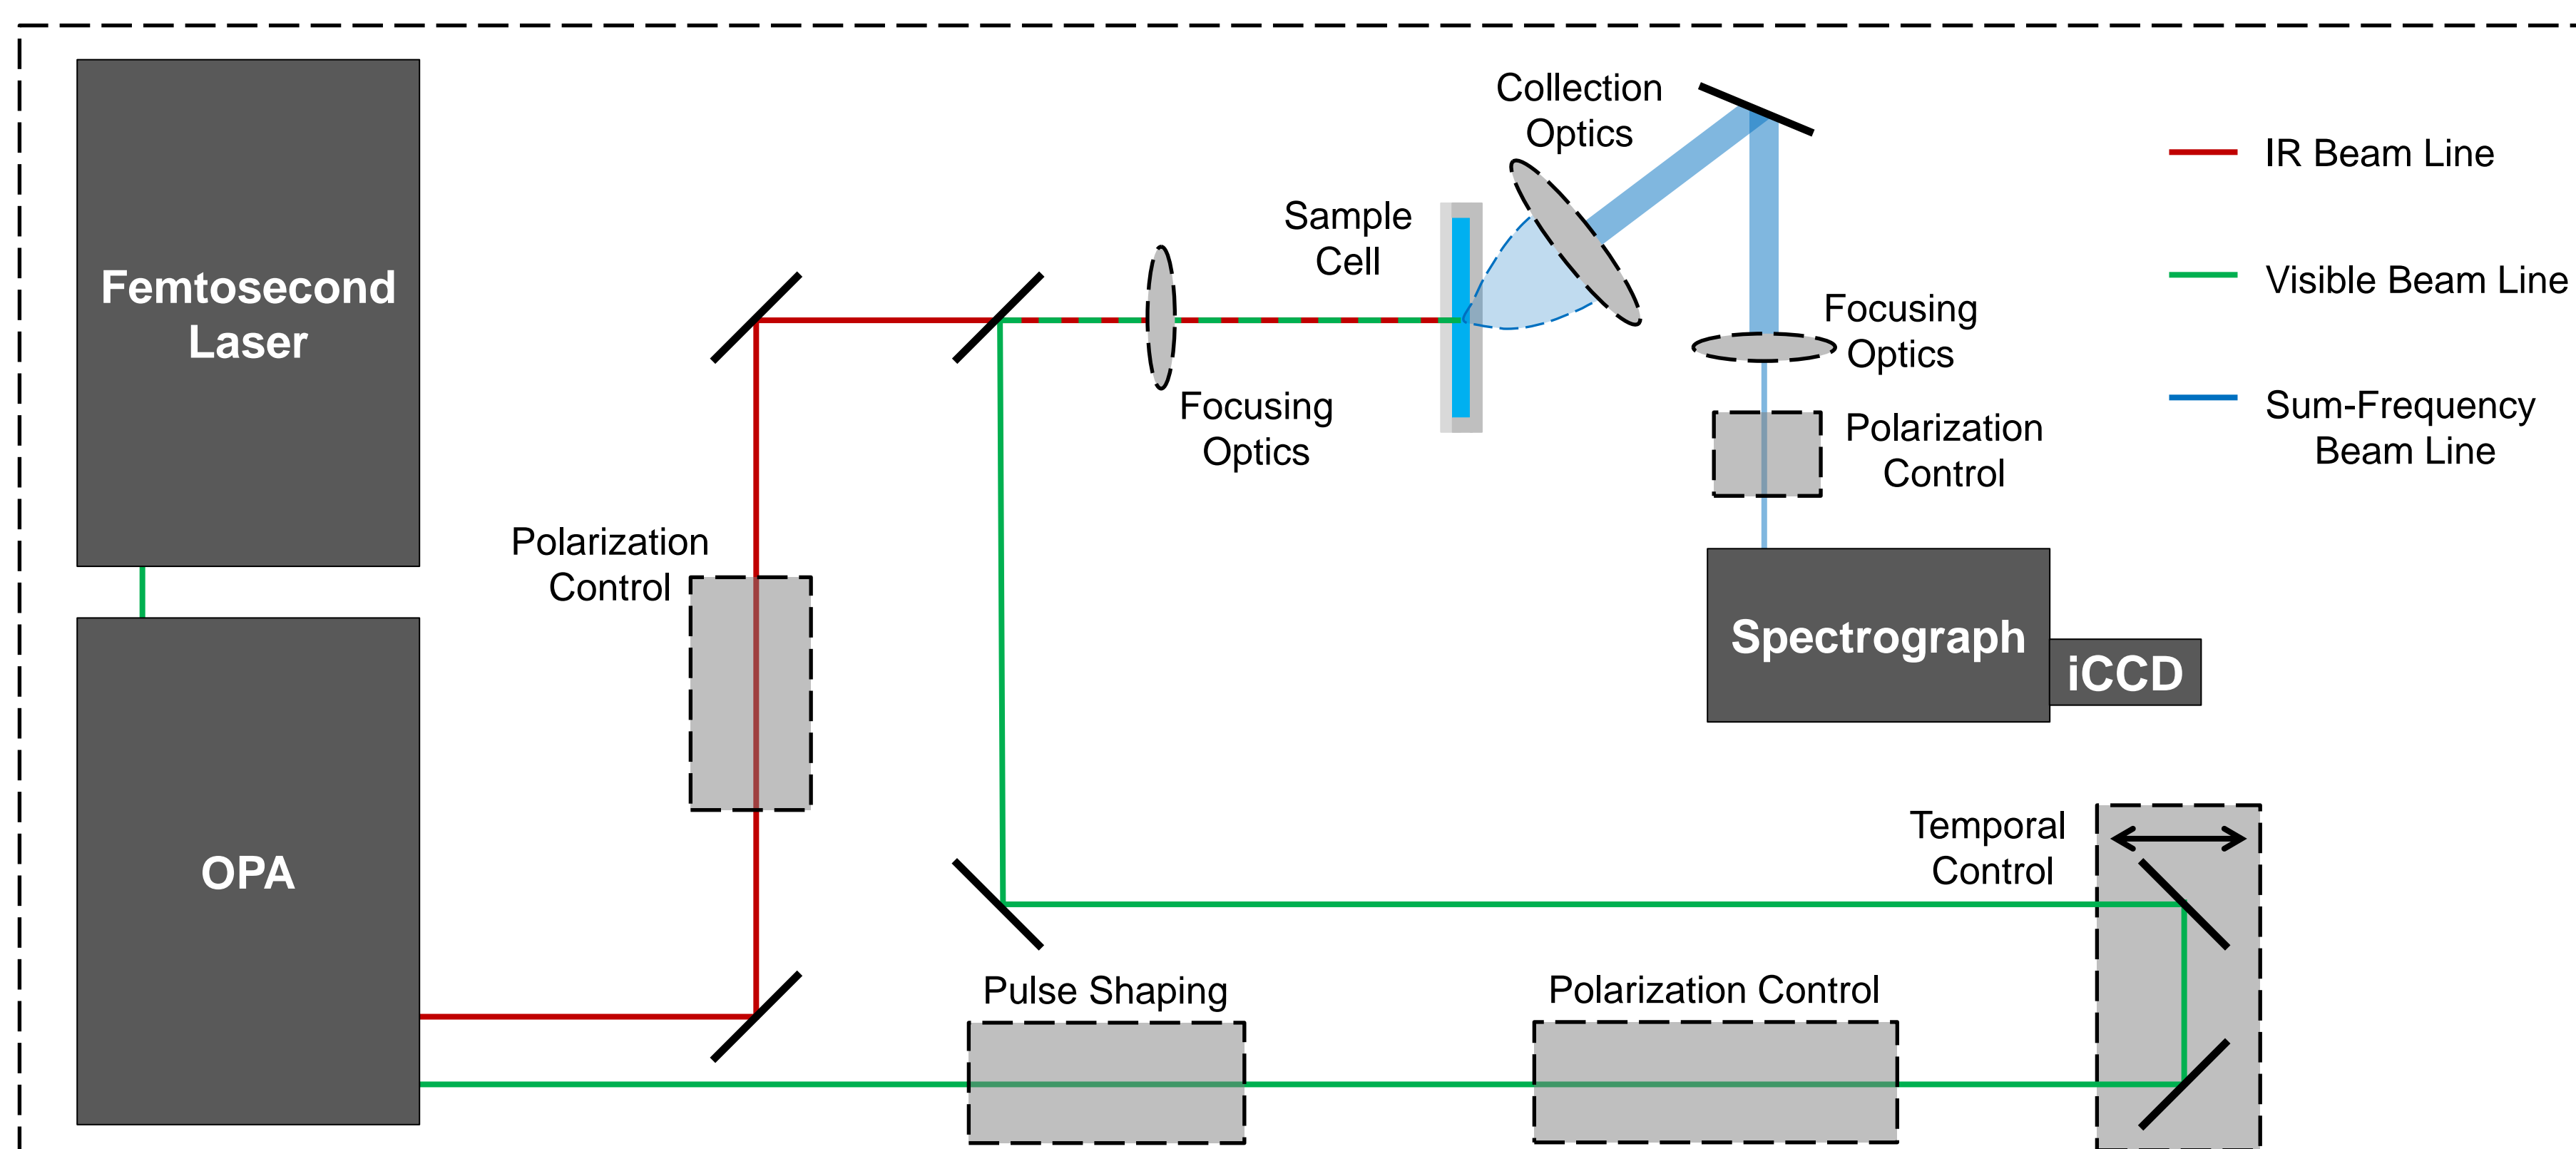 Femtosecond
Laser
OPA
Polarization
Control
Focusing
Optics
Sample
Cell
Collection
Optics
Focusing
Optics
Polarization
Control
Spectrograph
iCCD
IR Beam Line
Visible Beam Line
Sum-Frequency
Beam Line
Temporal
Control
Pulse Shaping
Polarization Control